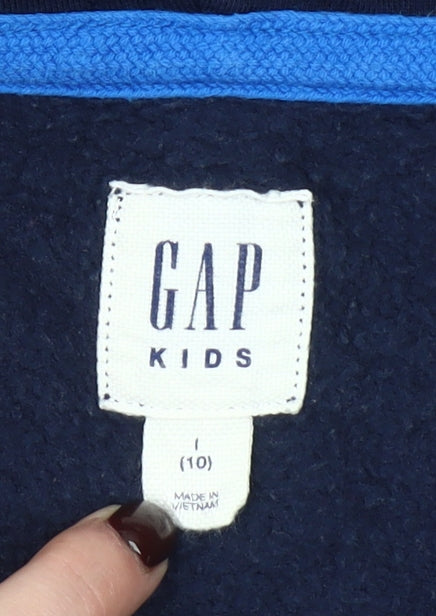 GAP
KIDS
(10)
MADE IN
VIETNAM